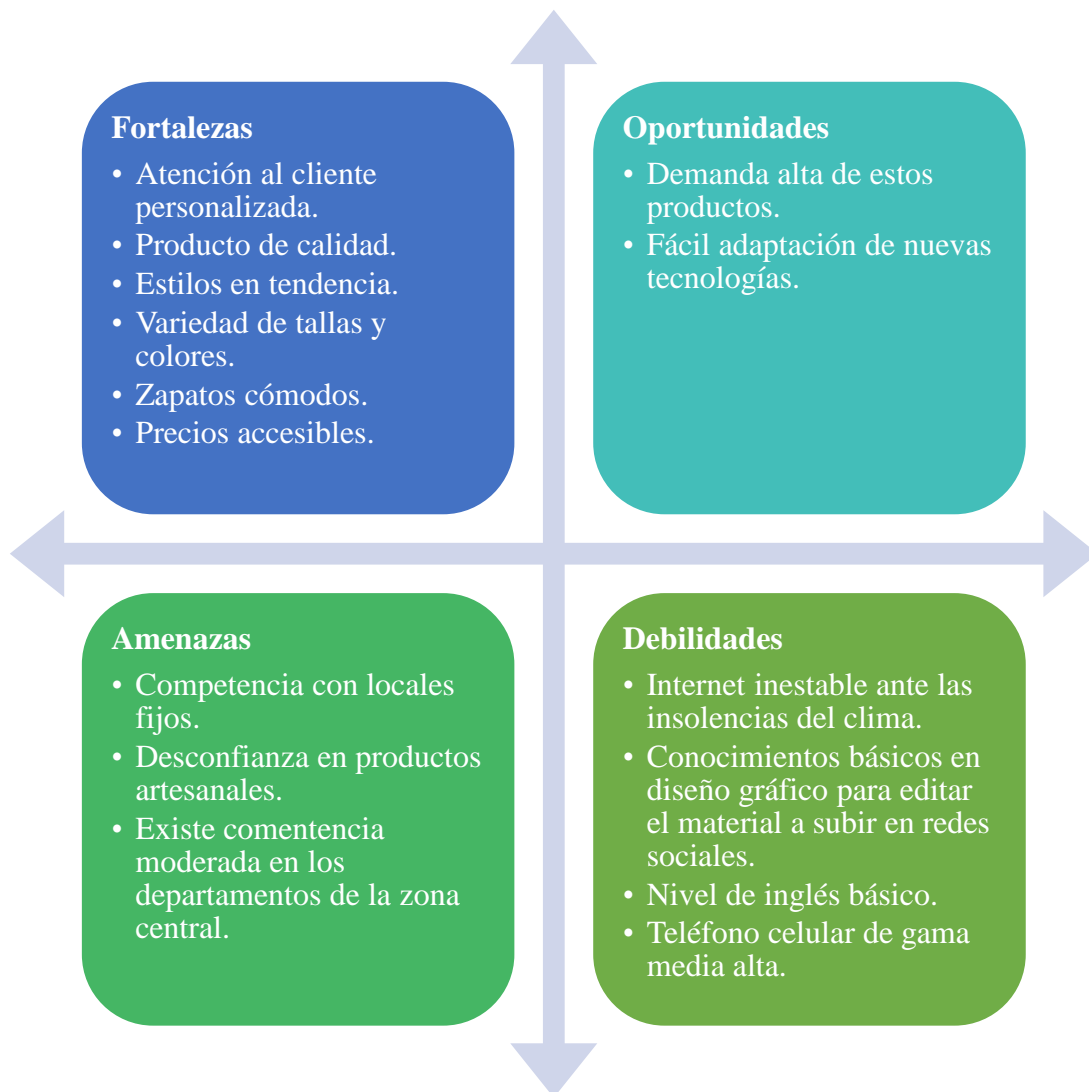 Fortalezas
• Atención al cliente
personalizada.
• Producto de calidad.
• Estilos en tendencia.
• Variedad de tallas y
colores.
• Zapatos cómodos.
• Precios accesibles.
Oportunidades
• Demanda alta de estos
productos.
• Fácil adaptación de nuevas
tecnologías.
Amenazas
• Competencia con locales
fijos.
• Desconfianza en productos
artesanales.
• Existe comentencia
moderada en los
departamentos de la zona
central.
Debilidades
• Internet inestable ante las
insolencias del clima.
• Conocimientos básicos en
diseño gráfico para editar
el material a subir en redes
sociales.
• Nivel de inglés básico.
• Teléfono celular de gama
media alta.